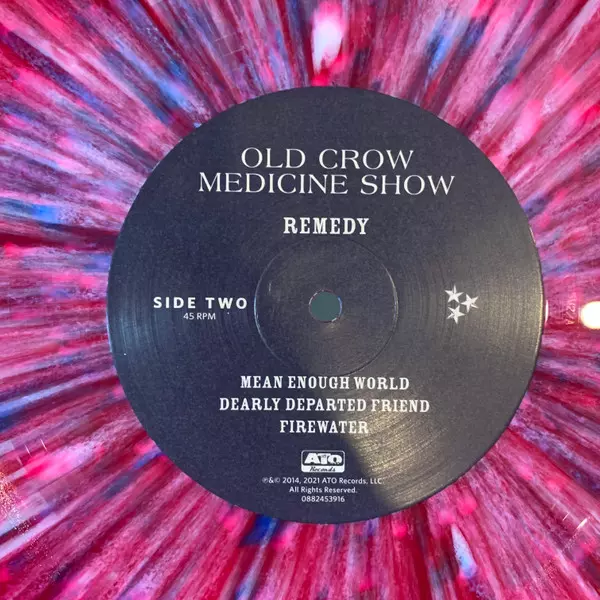 OLD CROW
MEDICINE SHOW
REMEDY
SIDE TWO
45 RPM
MEAN ENOUGH WORLD
DEARLY DEPARTED FRIEND
FIREWATER
ATO
Records
℗&© 2014, 2021 ATO Records, LLC.
All Rights Reserved.
0882453916